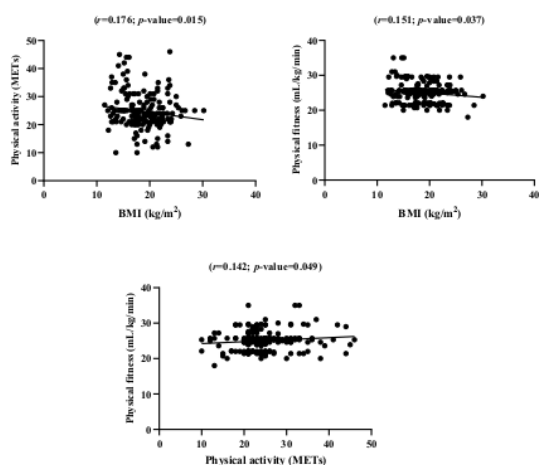 (r=0.176; p-value=0.015)
Physical activity (METs)
50
40
30
20
10
0
0 10 20 30 40
BMI (kg/m²)
(r=0.151; p-value=0.037)
Physical fitness (mL/kg/min)
40
30
20
10
0
0 10 20 30 40
BMI (kg/m²)
(r=0.142; p-value=0.049)
Physical fitness (mL/kg/min)
40
30
20
10
0
0 10 20 30 40 50
Physical activity (METs)